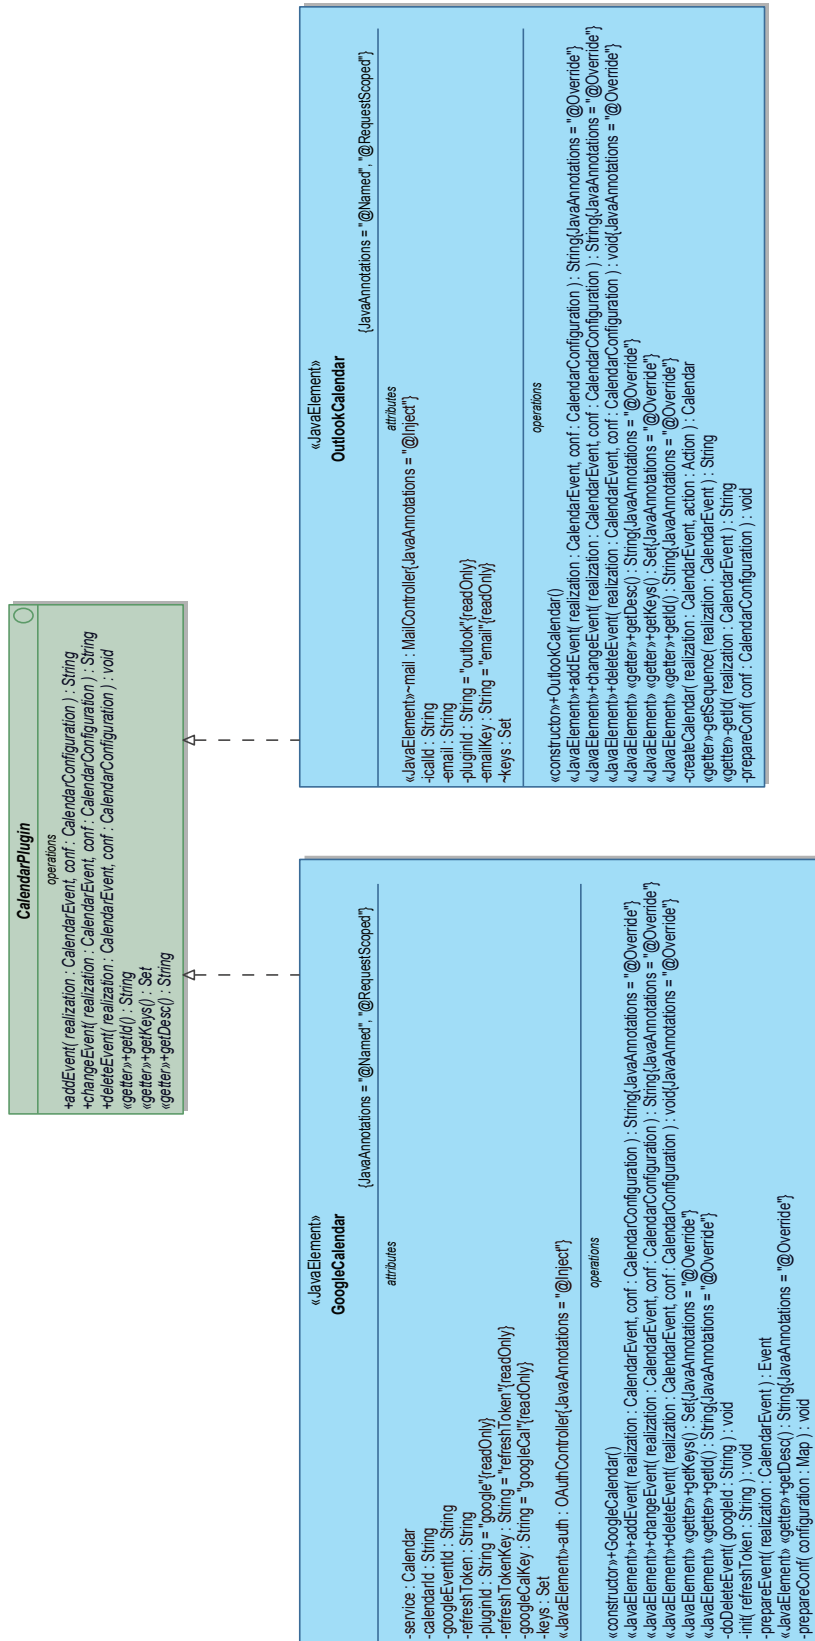 CalendarPlugin
operations
+addEvent( realization : CalendarEvent, conf : CalendarConfiguration ) : String
+changeEvent( realization : CalendarEvent, conf : CalendarConfiguration ) : String
+deleteEvent( realization : CalendarEvent, conf : CalendarConfiguration ) : void
«getter»+getId() : String
«getter»+getKeys() : Set
«getter»+getDesc() : String
«JavaElement»
GoogleCalendar
{JavaAnnotations = "@Named", "@RequestScoped"}
attributes
-service : Calendar
-calendarId : String
-googleEventId : String
-refreshToken : String
-pluginId : String = "google"{readOnly}
-refreshTokenKey : String = "refreshToken"{readOnly}
-googleCalKey : String = "googleCal"{readOnly}
-keys : Set
«JavaElement»-auth : OAuthController{JavaAnnotations = "@Inject"}
operations
«constructor»+GoogleCalendar()
«JavaElement»+addEvent( realization : CalendarEvent, conf : CalendarConfiguration ) : String{JavaAnnotations = "@Override"}
«JavaElement»+changeEvent( realization : CalendarEvent, conf : CalendarConfiguration ) : String{JavaAnnotations = "@Override"}
«JavaElement»+deleteEvent( realization : CalendarEvent, conf : CalendarConfiguration ) : void{JavaAnnotations = "@Override"}
«JavaElement» «getter»+getKeys() : Set{JavaAnnotations = "@Override"}
«JavaElement» «getter»+getId() : String{JavaAnnotations = "@Override"}
-doDeleteEvent( googleId : String ) : void
-init( refreshToken : String ) : void
-prepareEvent( realization : CalendarEvent ) : Event
«JavaElement» «getter»+getDesc() : String{JavaAnnotations = "@Override"}
-prepareConf( configuration : Map ) : void
«JavaElement»
OutlookCalendar
{JavaAnnotations = "@Named", "@RequestScoped"}
attributes
«JavaElement»~mail : MailController{JavaAnnotations = "@Inject"}
-icalId : String
-email : String
-pluginId : String = "outlook"{readOnly}
-emailKey : String = "email"{readOnly}
~keys : Set
operations
«constructor»+OutlookCalendar()
«JavaElement»+addEvent( realization : CalendarEvent, conf : CalendarConfiguration ) : String{JavaAnnotations = "@Override"}
«JavaElement»+changeEvent( realization : CalendarEvent, conf : CalendarConfiguration ) : String{JavaAnnotations = "@Override"}
«JavaElement»+deleteEvent( realization : CalendarEvent, conf : CalendarConfiguration ) : void{JavaAnnotations = "@Override"}
«JavaElement» «getter»+getDesc() : String{JavaAnnotations = "@Override"}
«JavaElement» «getter»+getKeys() : Set{JavaAnnotations = "@Override"}
«JavaElement» «getter»+getId() : String{JavaAnnotations = "@Override"}
-createCalendar( realization : CalendarEvent, action : Action ) : Calendar
«getter»-getSequence( realization : CalendarEvent ) : String
«getter»-getId( realization : CalendarEvent ) : String
-prepareConf( conf : CalendarConfiguration ) : void